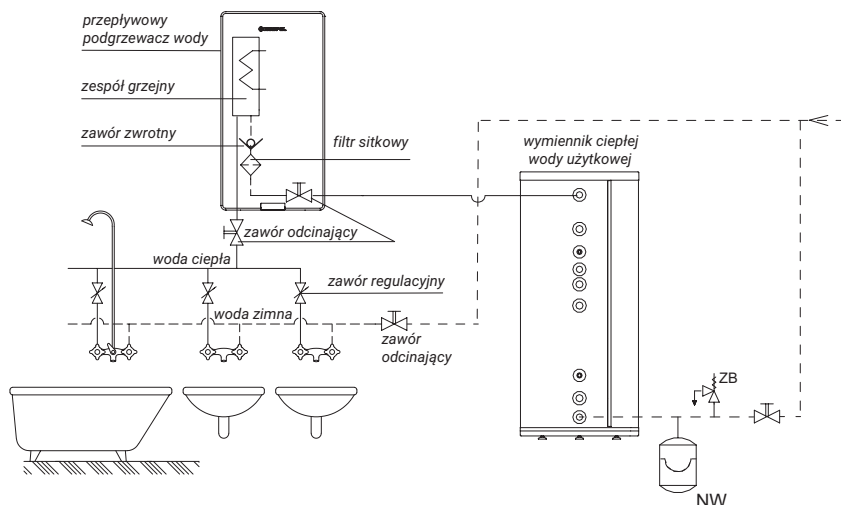 przepływowy
podgrzewacz wody
zespół grzejny
zawór zwrotny
filtr sitkowy
wymiennik ciepłej
wody użytkowej
zawór odcinający
woda ciepła
zawór regulacyjny
woda zimna
zawór
odcinający
ZB
NW